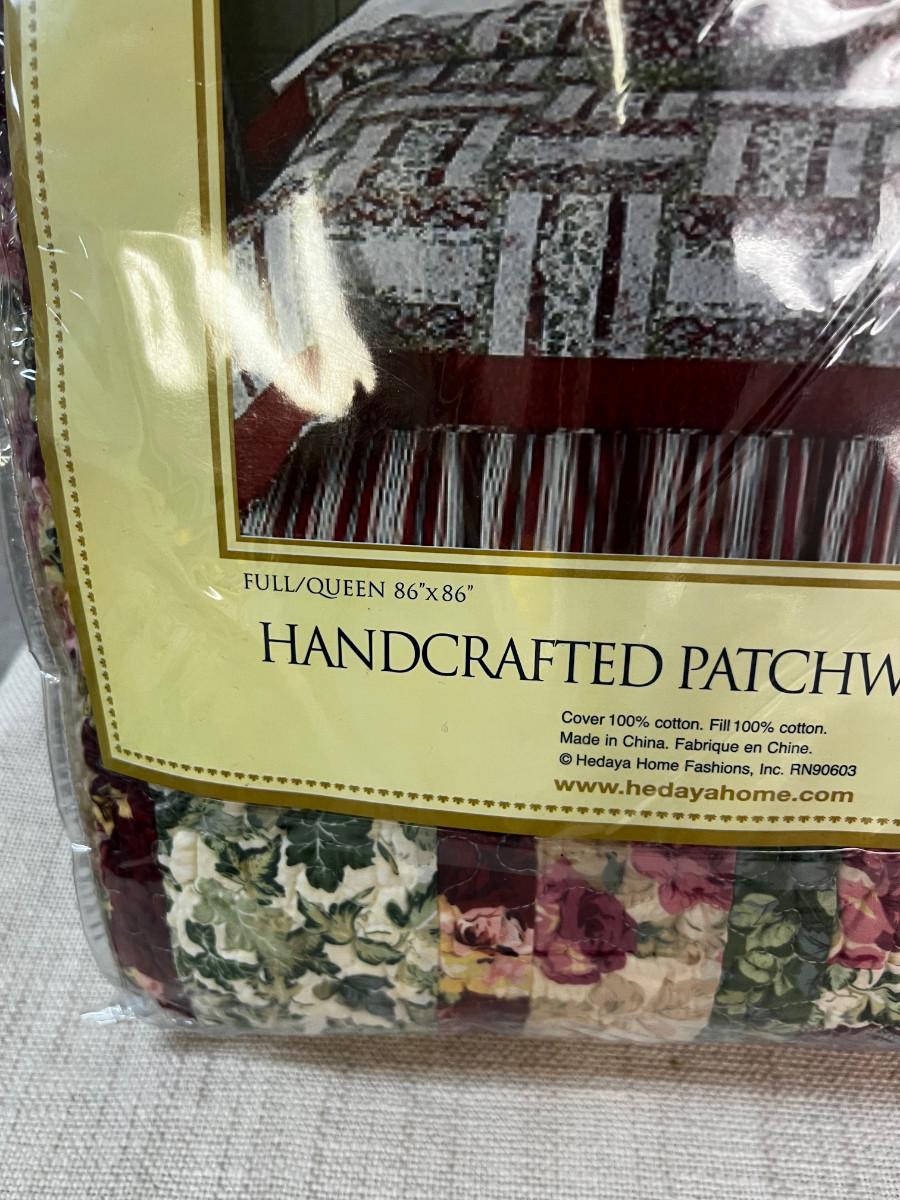 FULL/QUEEN 86"x86"
HANDCRAFTED PATCHW
Cover 100% cotton. Fill 100% cotton.
Made in China. Fabrique en Chine.
© Hedaya Home Fashions, Inc. RN90603
www.hedayahome.com